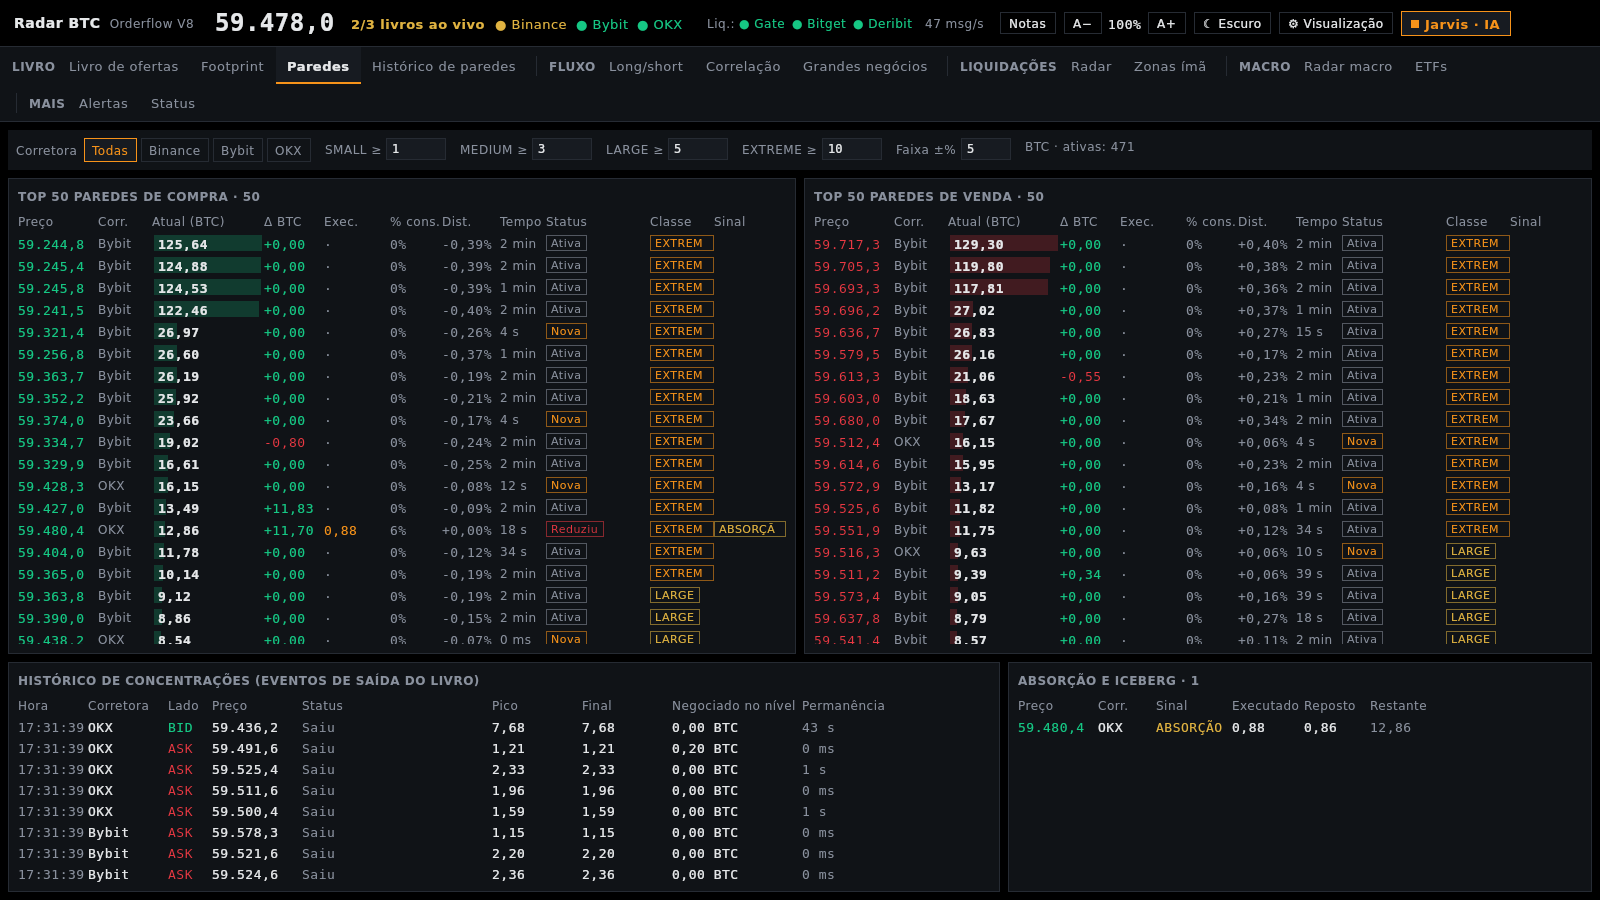 Radar BTC Orderflow V8 59.478,0 2/3 livros ao vivo ● Binance ● Bybit ● OKX Liq.: ● Gate ● Bitget ● Deribit 47 msg/s Notas A− 100% A+ ☾ Escuro ⚙ Visualização ■ Jarvis · IA
LIVRO Livro de ofertas Footprint Paredes Histórico de paredes FLUXO Long/short Correlação Grandes negócios LIQUIDAÇÕES Radar Zonas ímã MACRO Radar macro ETFs
MAIS Alertas Status
Corretora Todas Binance Bybit OKX SMALL ≥ 1 MEDIUM ≥ 3 LARGE ≥ 5 EXTREME ≥ 10 Faixa ±% 5 BTC · ativas: 471
TOP 50 PAREDES DE COMPRA · 50
Preço Corr. Atual (BTC) Δ BTC Exec. % cons. Dist. Tempo Status Classe Sinal
59.244,8 Bybit 125,64 +0,00 · 0% -0,39% 2 min Ativa EXTREM
59.245,4 Bybit 124,88 +0,00 · 0% -0,39% 2 min Ativa EXTREM
59.245,8 Bybit 124,53 +0,00 · 0% -0,39% 1 min Ativa EXTREM
59.241,5 Bybit 122,46 +0,00 · 0% -0,40% 2 min Ativa EXTREM
59.321,4 Bybit 26,97 +0,00 · 0% -0,26% 4 s Nova EXTREM
59.256,8 Bybit 26,60 +0,00 · 0% -0,37% 1 min Ativa EXTREM
59.363,7 Bybit 26,19 +0,00 · 0% -0,19% 2 min Ativa EXTREM
59.352,2 Bybit 25,92 +0,00 · 0% -0,21% 2 min Ativa EXTREM
59.374,0 Bybit 23,66 +0,00 · 0% -0,17% 4 s Nova EXTREM
59.334,7 Bybit 19,02 -0,80 · 0% -0,24% 2 min Ativa EXTREM
59.329,9 Bybit 16,61 +0,00 · 0% -0,25% 2 min Ativa EXTREM
59.428,3 OKX 16,15 +0,00 · 0% -0,08% 12 s Nova EXTREM
59.427,0 Bybit 13,49 +11,83 · 0% -0,09% 2 min Ativa EXTREM
59.480,4 OKX 12,86 +11,70 0,88 6% +0,00% 18 s Reduziu EXTREM ABSORÇÃ
59.404,0 Bybit 11,78 +0,00 · 0% -0,12% 34 s Ativa EXTREM
59.365,0 Bybit 10,14 +0,00 · 0% -0,19% 2 min Ativa EXTREM
59.363,8 Bybit 9,12 +0,00 · 0% -0,19% 2 min Ativa LARGE
59.390,0 Bybit 8,86 +0,00 · 0% -0,15% 2 min Ativa LARGE
59.438,2 OKX 8,54 +0,00 · 0% -0,07% 0 ms Nova LARGE
TOP 50 PAREDES DE VENDA · 50
Preço Corr. Atual (BTC) Δ BTC Exec. % cons. Dist. Tempo Status Classe Sinal
59.717,3 Bybit 129,30 +0,00 · 0% +0,40% 2 min Ativa EXTREM
59.705,3 Bybit 119,80 +0,00 · 0% +0,38% 2 min Ativa EXTREM
59.693,3 Bybit 117,81 +0,00 · 0% +0,36% 2 min Ativa EXTREM
59.696,2 Bybit 27,02 +0,00 · 0% +0,37% 1 min Ativa EXTREM
59.636,7 Bybit 26,83 +0,00 · 0% +0,27% 15 s Ativa EXTREM
59.579,5 Bybit 26,16 +0,00 · 0% +0,17% 2 min Ativa EXTREM
59.613,3 Bybit 21,06 -0,55 · 0% +0,23% 2 min Ativa EXTREM
59.603,0 Bybit 18,63 +0,00 · 0% +0,21% 1 min Ativa EXTREM
59.680,0 Bybit 17,67 +0,00 · 0% +0,34% 2 min Ativa EXTREM
59.512,4 OKX 16,15 +0,00 · 0% +0,06% 4 s Nova EXTREM
59.614,6 Bybit 15,95 +0,00 · 0% +0,23% 2 min Ativa EXTREM
59.572,9 Bybit 13,17 +0,00 · 0% +0,16% 4 s Nova EXTREM
59.525,6 Bybit 11,82 +0,00 · 0% +0,08% 1 min Ativa EXTREM
59.551,9 Bybit 11,75 +0,00 · 0% +0,12% 34 s Ativa EXTREM
59.516,3 OKX 9,63 +0,00 · 0% +0,06% 10 s Nova LARGE
59.511,2 Bybit 9,39 +0,34 · 0% +0,06% 39 s Ativa LARGE
59.573,4 Bybit 9,05 +0,00 · 0% +0,16% 39 s Ativa LARGE
59.637,8 Bybit 8,79 +0,00 · 0% +0,27% 18 s Ativa LARGE
59.541,4 Bybit 8,57 +0,00 · 0% +0,11% 2 min Ativa LARGE
HISTÓRICO DE CONCENTRAÇÕES (EVENTOS DE SAÍDA DO LIVRO)
Hora Corretora Lado Preço Status Pico Final Negociado no nível Permanência
17:31:39 OKX BID 59.436,2 Saiu 7,68 7,68 0,00 BTC 43 s
17:31:39 OKX ASK 59.491,6 Saiu 1,21 1,21 0,20 BTC 0 ms
17:31:39 OKX ASK 59.525,4 Saiu 2,33 2,33 0,00 BTC 1 s
17:31:39 OKX ASK 59.511,6 Saiu 1,96 1,96 0,00 BTC 0 ms
17:31:39 OKX ASK 59.500,4 Saiu 1,59 1,59 0,00 BTC 1 s
17:31:39 Bybit ASK 59.578,3 Saiu 1,15 1,15 0,00 BTC 0 ms
17:31:39 Bybit ASK 59.521,6 Saiu 2,20 2,20 0,00 BTC 0 ms
17:31:39 Bybit ASK 59.524,6 Saiu 2,36 2,36 0,00 BTC 0 ms
ABSORÇÃO E ICEBERG · 1
Preço Corr. Sinal Executado Reposto Restante
59.480,4 OKX ABSORÇÃO 0,88 0,86 12,86